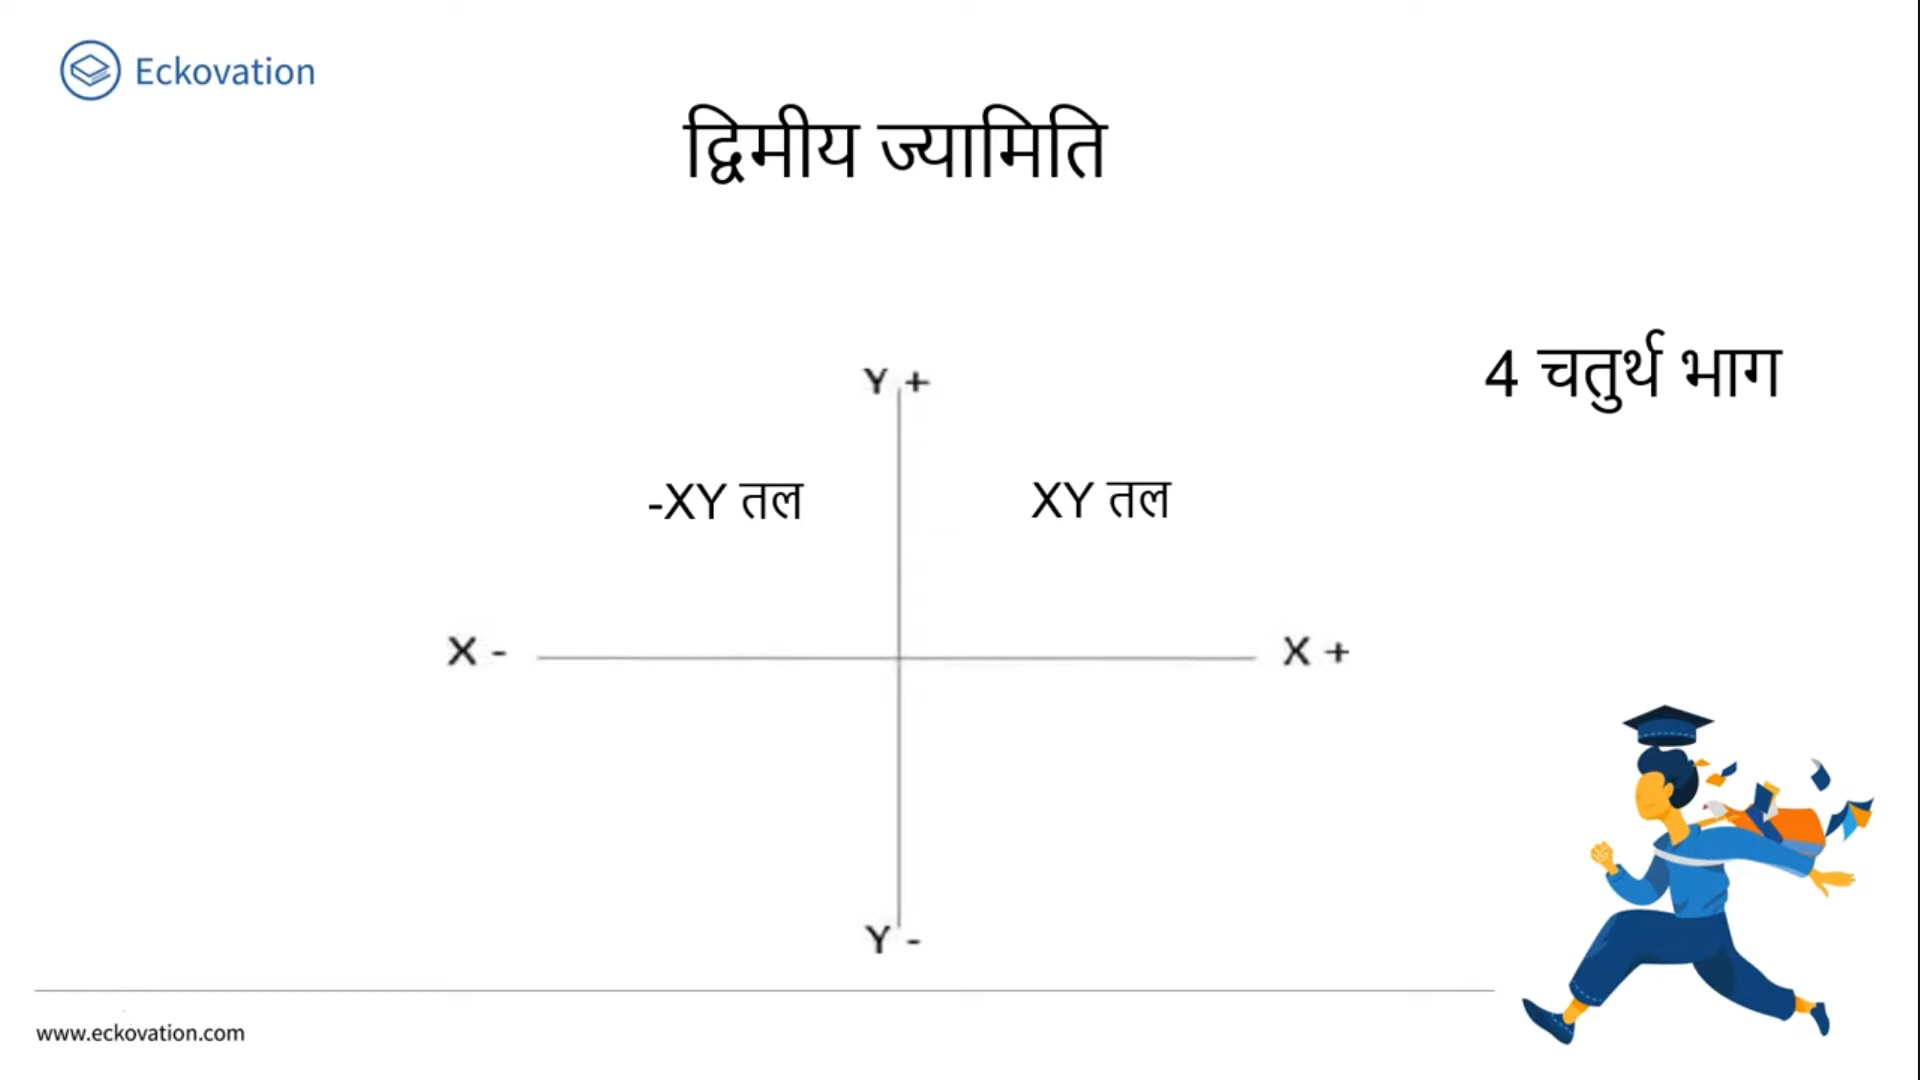 Eckovation
द्विमीय ज्यामिति
4 चतुर्थ भाग
Y +
-XY तल
XY तल
X -
X +
Y -
www.eckovation.com